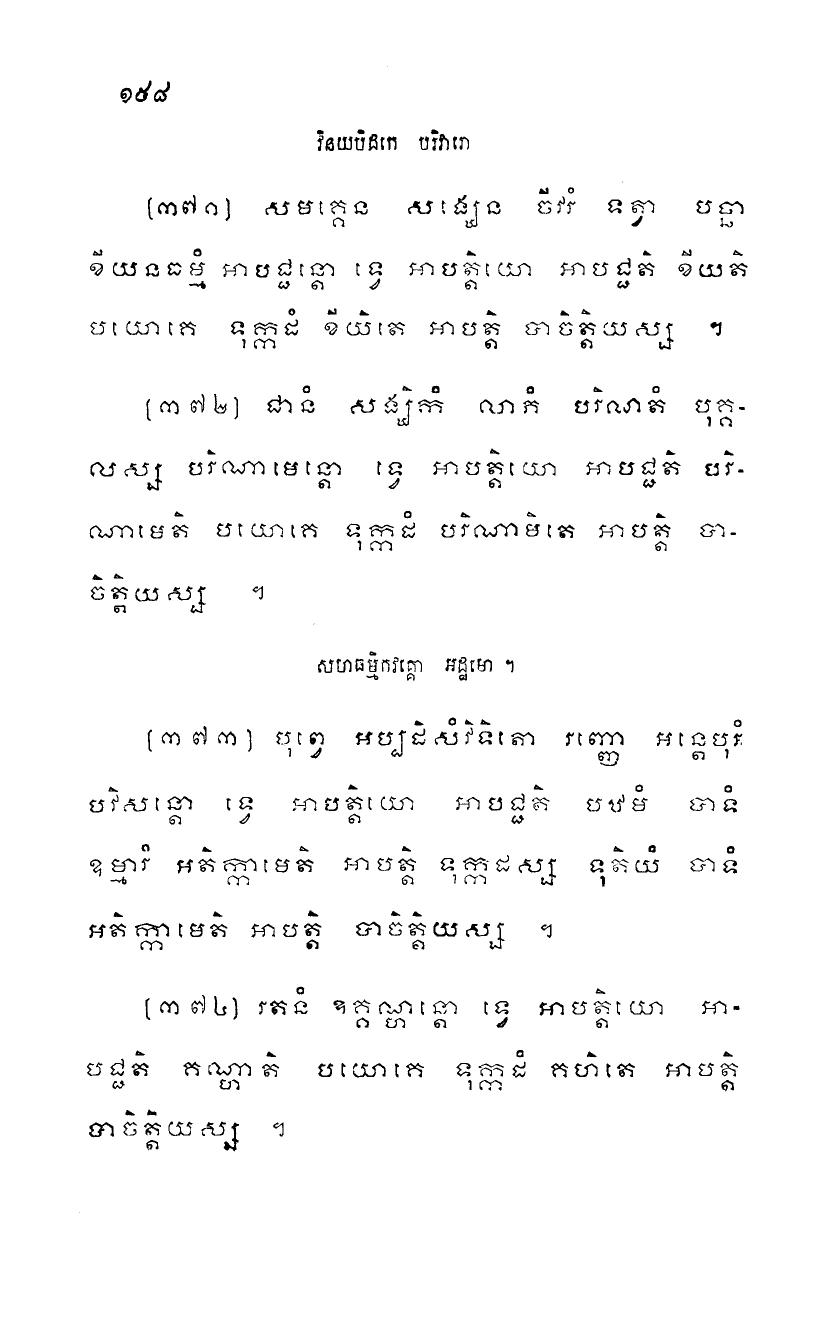 ១៩៨
វិនយបិដកេ បរិវារោ
(៣៧១) សមគ្គេន សង្ឃេន ចីវរំ ទត្វា បច្ឆា
ខីយនធម្មំ អាបជ្ជន្តោ ទ្វេ អាបត្តិយោ អាបជ្ជតិ ខីយតិ
បយោគេ ទុក្កដំ ខីយិតេ អាបត្តិ បាចិត្តិយស្ស ។
(៣៧២) ជានំ សង្ឃិកំ លាភំ បរិណតំ បុគ្គ-
លស្ស បរិណាមេន្តោ ទ្វេ អាបត្តិយោ អាបជ្ជតិ បរិ-
ណាមេតិ បយោគេ ទុក្កដំ បរិណាមិតេ អាបត្តិ បា-
ចិត្តិយស្ស ។
សហធម្មិកវគ្គោ អដ្ឋមោ ។
(៣៧៣) បុព្វេ អប្បដិសំវិទិតោ រញ្ញោ អន្តេបុរំ
បវិសន្តោ ទ្វេ អាបត្តិយោ អាបជ្ជតិ បឋមំ បាទំ
ឧម្មារំ អតិក្កាមេតិ អាបត្តិ ទុក្កដស្ស ទុតិយំ បាទំ
អតិក្កាមេតិ អាបត្តិ បាចិត្តិយស្ស ។
(៣៧៤) រតនំ ឧគ្គណ្ហន្តោ ទ្វេ អាបត្តិយោ អា-
បជ្ជតិ គណ្ហាតិ បយោគេ ទុក្កដំ គហិតេ អាបត្តិ
បាចិត្តិយស្ស ។